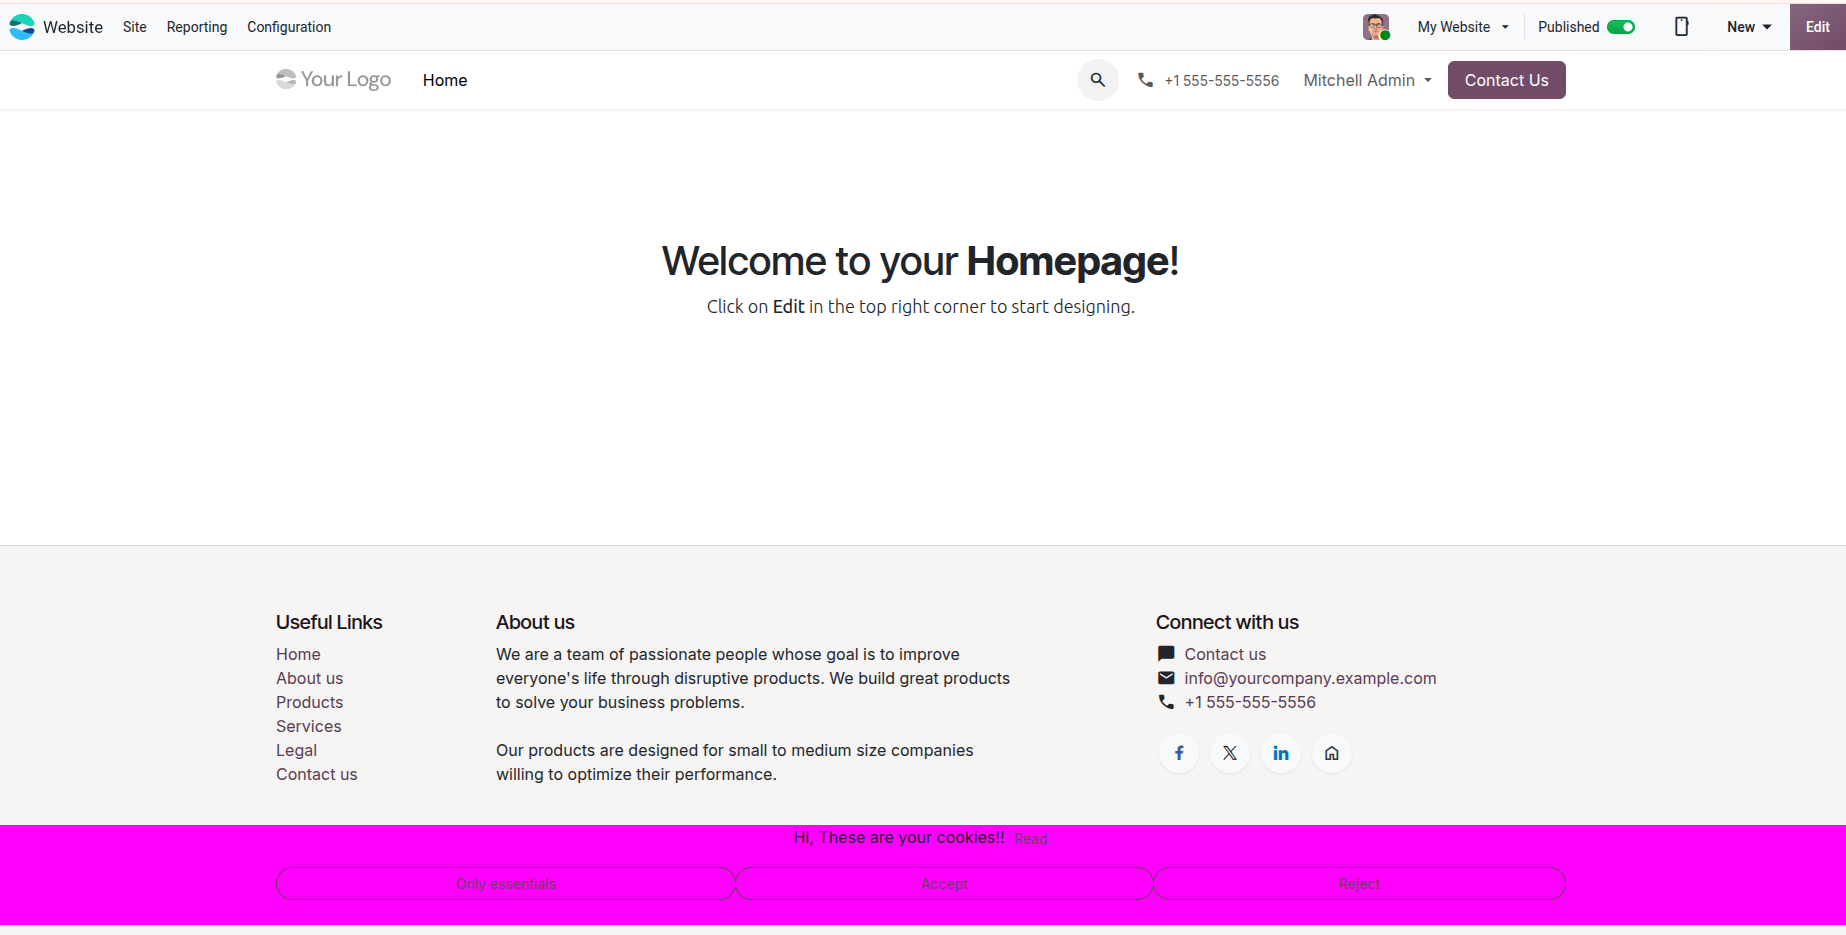 Website Site Reporting Configuration My Website Published New Edit
Your Logo Home +1 555-555-5556 Mitchell Admin Contact Us
Welcome to your Homepage!
Click on Edit in the top right corner to start designing.
Useful Links
Home
About us
Products
Services
Legal
Contact us
About us
We are a team of passionate people whose goal is to improve
everyone's life through disruptive products. We build great products
to solve your business problems.
Our products are designed for small to medium size companies
willing to optimize their performance.
Connect with us
Contact us
info@yourcompany.example.com
+1 555-555-5556
Hi, These are your cookies!! Read
Only essentials Accept Reject